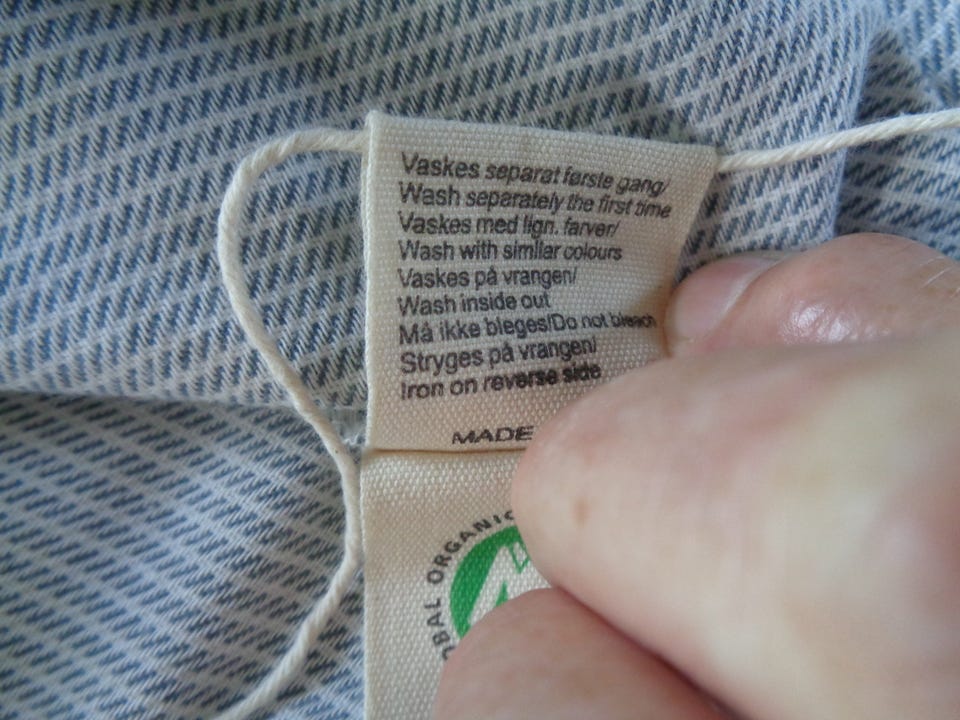 Vaskes separat første gang/
Wash separately the first time
Vaskes med lign. farver/
Wash with similar colours
Vaskes på vrangen/
Wash inside out
Må ikke bleges/Do not bleach
Stryges på vrangen/
Iron on reverse side
MADE
OBAL ORGANIC